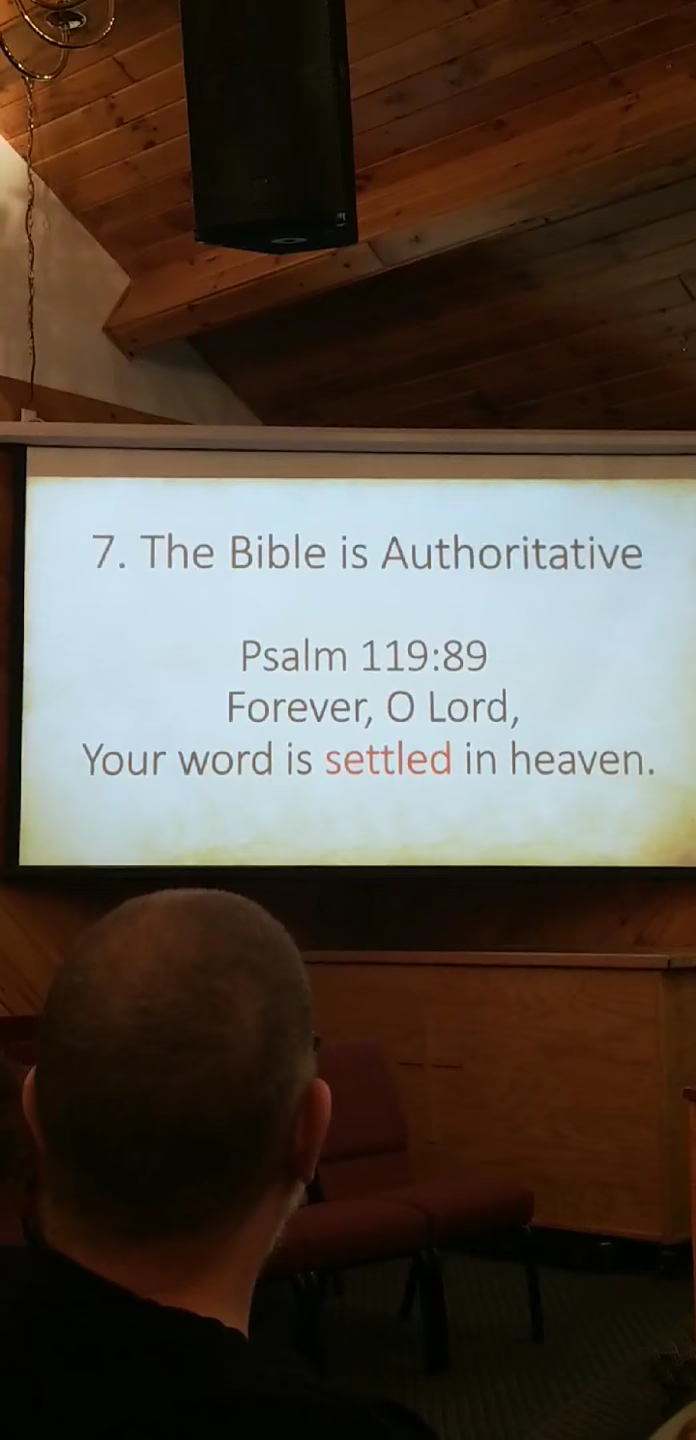 7. The Bible is Authoritative
Psalm 119:89
Forever, O Lord,
Your word is settled in heaven.